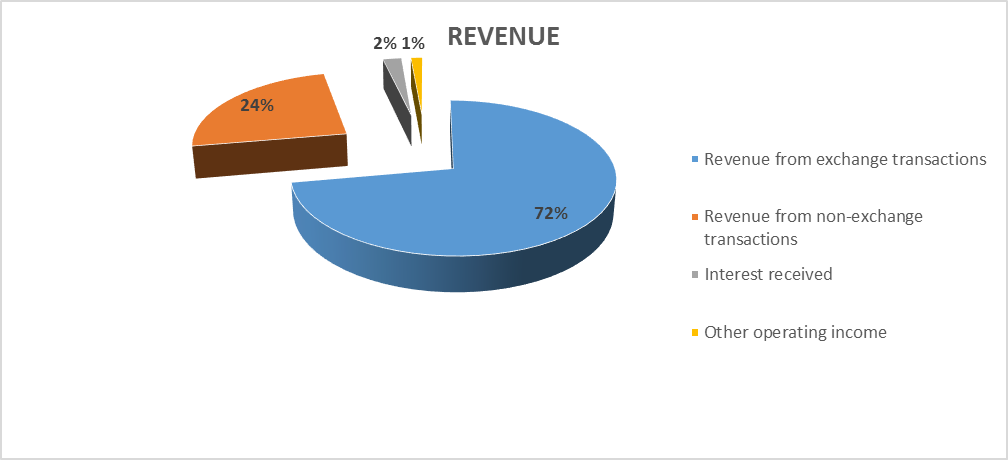 REVENUE
2%
1%
24%
72%
Revenue from exchange transactions
Revenue from non-exchange
transactions
Interest received
Other operating income